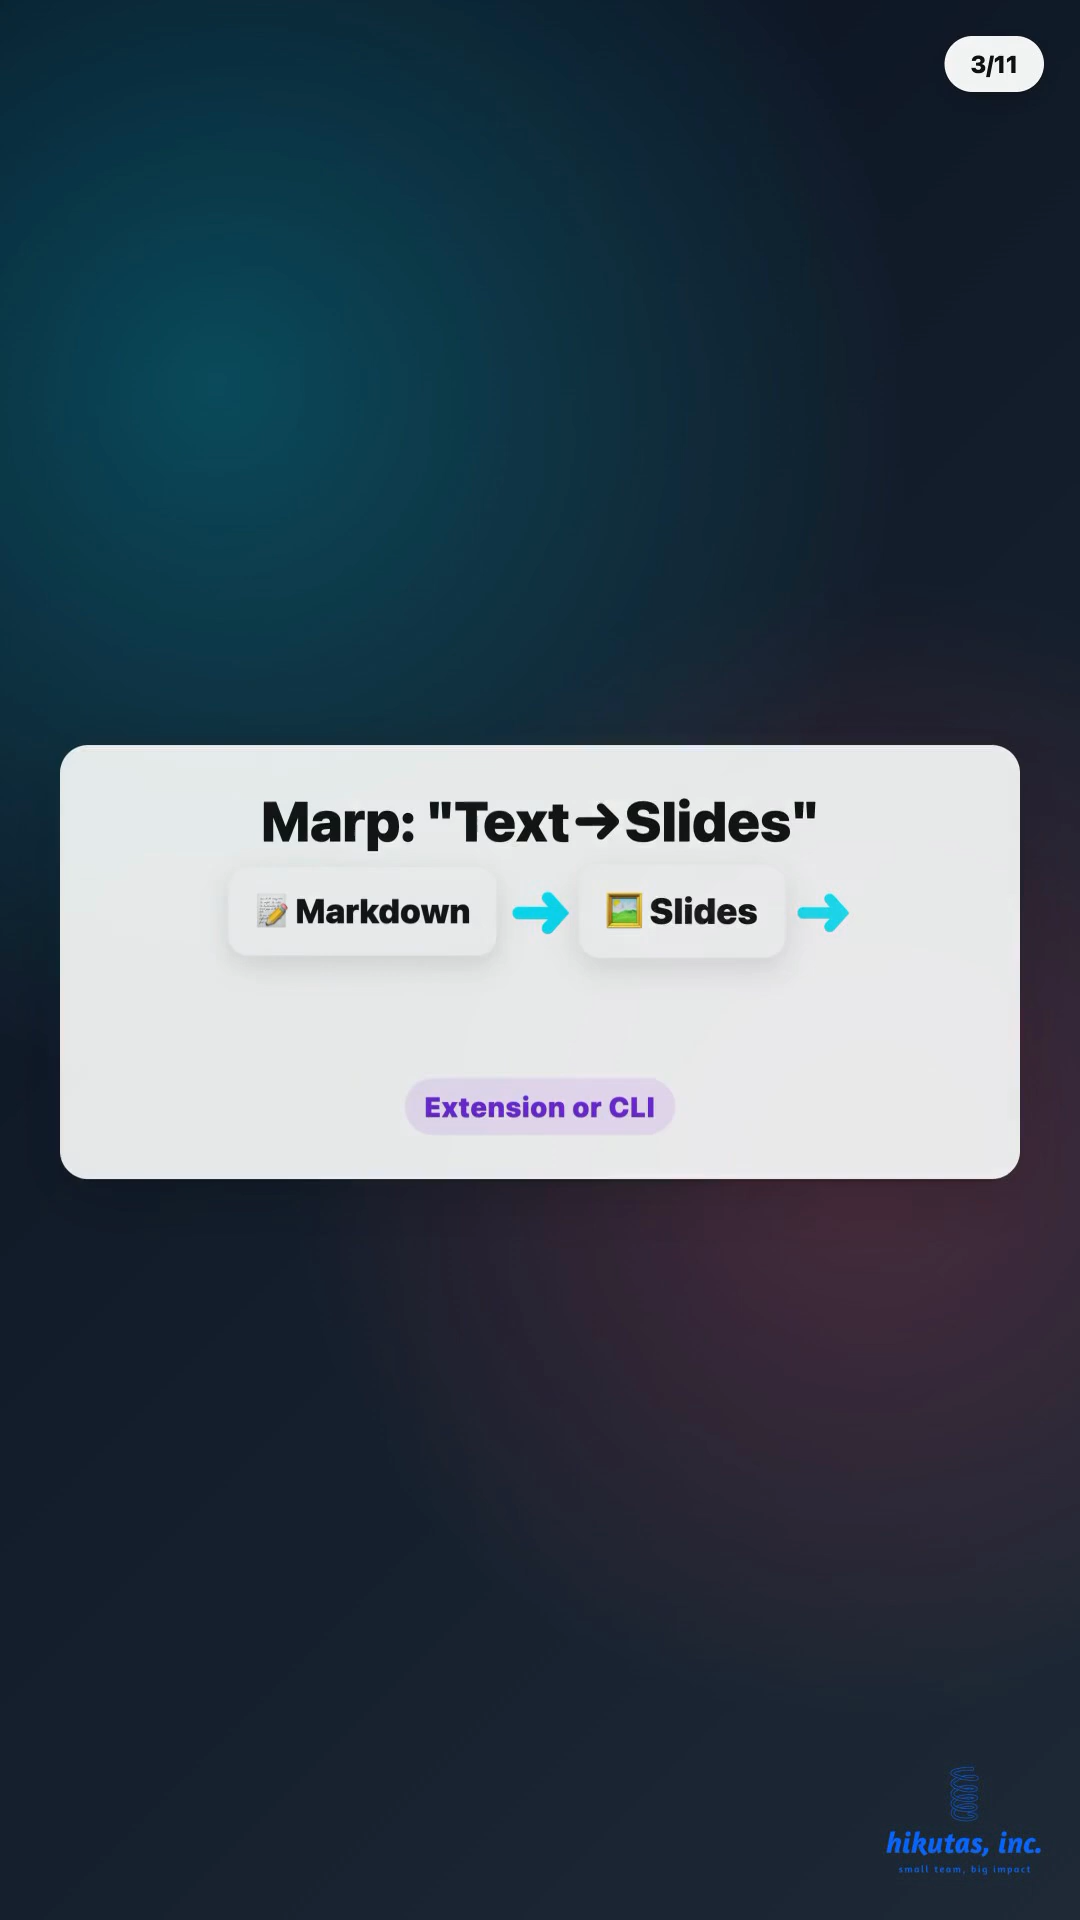 3/11
Marp: "Text→Slides"
📝 Markdown → 🖼️ Slides →
Extension or CLI
hikutas, inc.
small team, big impact